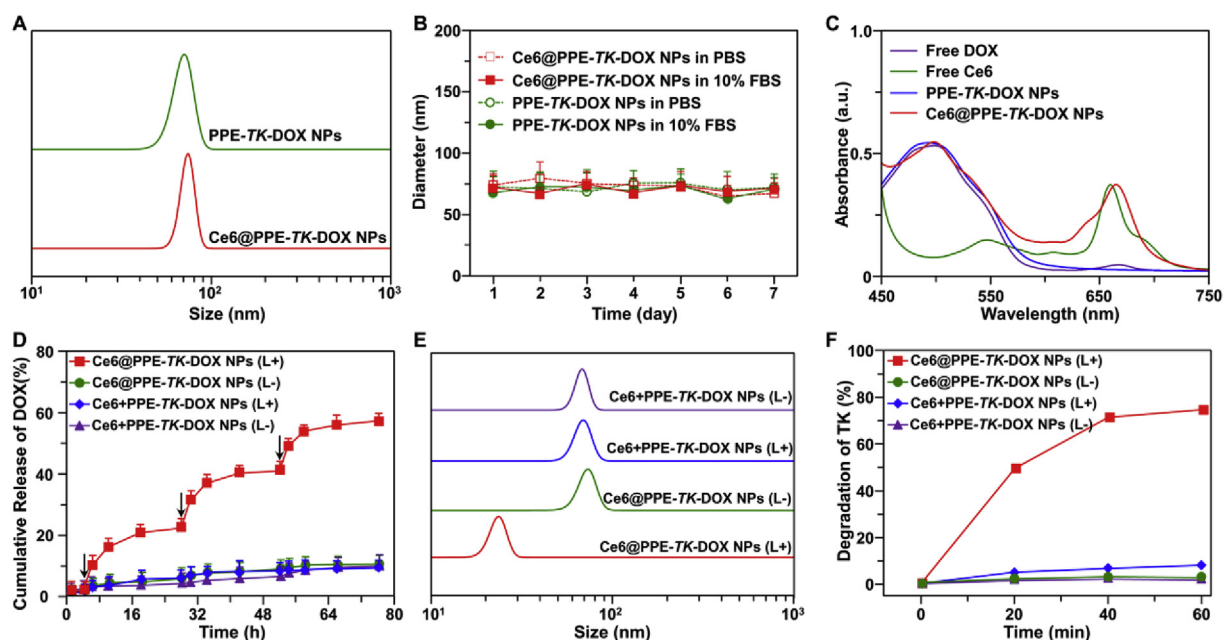 A
PPE-TK-DOX NPs
Ce6@PPE-TK-DOX NPs
10¹ 10² 10³
Size (nm)
B
200
150
100
50
0
Diameter (nm)
Ce6@PPE-TK-DOX NPs in PBS
Ce6@PPE-TK-DOX NPs in 10% FBS
PPE-TK-DOX NPs in PBS
PPE-TK-DOX NPs in 10% FBS
1 2 3 4 5 6 7
Time (day)
C
1.0
0.5
0
Absorbance (a.u.)
Free DOX
Free Ce6
PPE-TK-DOX NPs
Ce6@PPE-TK-DOX NPs
450 550 650 750
Wavelength (nm)
D
80
60
40
20
0
Cumulative Release of DOX(%)
Ce6@PPE-TK-DOX NPs (L+)
Ce6@PPE-TK-DOX NPs (L-)
Ce6+PPE-TK-DOX NPs (L+)
Ce6+PPE-TK-DOX NPs (L-)
0 16 32 48 64 80
Time (h)
E
Ce6+PPE-TK-DOX NPs (L-)
Ce6+PPE-TK-DOX NPs (L+)
Ce6@PPE-TK-DOX NPs (L-)
Ce6@PPE-TK-DOX NPs (L+)
10¹ 10² 10³
Size (nm)
F
100
80
60
40
20
0
Degradation of TK (%)
Ce6@PPE-TK-DOX NPs (L+)
Ce6@PPE-TK-DOX NPs (L-)
Ce6+PPE-TK-DOX NPs (L+)
Ce6+PPE-TK-DOX NPs (L-)
0 20 40 60
Time (min)